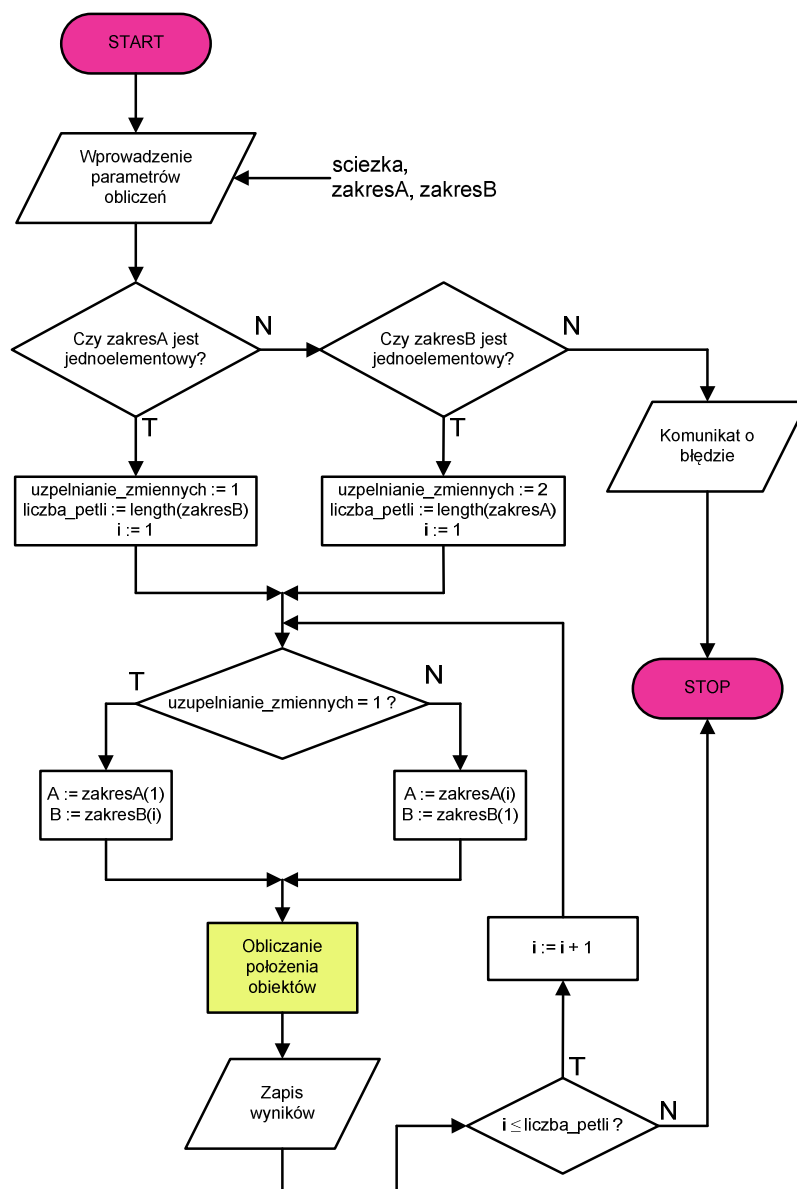 START
Wprowadzenie
parametrów
obliczeń
sciezka,
zakresA, zakresB
Czy zakresA jest
jednoelementowy?
N
T
Czy zakresB jest
jednoelementowy?
N
T
Komunikat o
błędzie
uzpelnianie_zmiennych := 1
liczba_petli := length(zakresB)
i := 1
uzpelnianie_zmiennych := 2
liczba_petli := length(zakresA)
i := 1
T
uzupelnianie_zmiennych = 1 ?
N
STOP
A := zakresA(1)
B := zakresB(i)
A := zakresA(i)
B := zakresB(1)
Obliczanie
położenia
obiektów
i := i + 1
Zapis
wyników
T
i ≤ liczba_petli ?
N